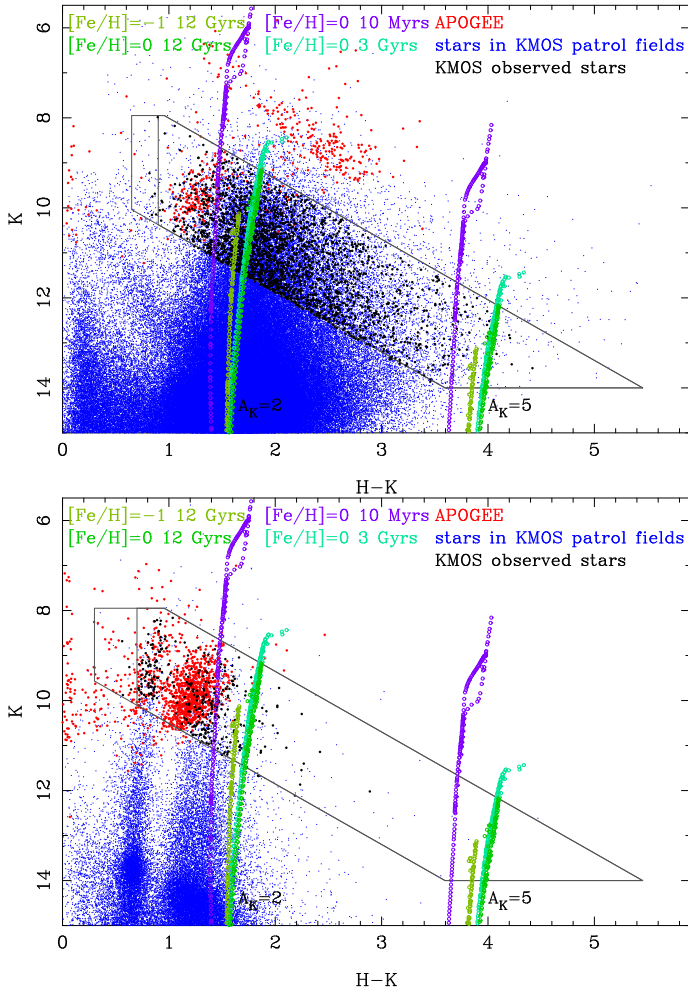 [Fe/H]=−1 12 Gyrs [Fe/H]=0 10 Myrs APOGEE
[Fe/H]=0 12 Gyrs [Fe/H]=0 3 Gyrs stars in KMOS patrol fields
KMOS observed stars
6
8
10
12
14
K
A_K=2
A_K=5
0 1 2 3 4 5
H−K
[Fe/H]=−1 12 Gyrs [Fe/H]=0 10 Myrs APOGEE
[Fe/H]=0 12 Gyrs [Fe/H]=0 3 Gyrs stars in KMOS patrol fields
KMOS observed stars
6
8
10
12
14
K
A_K=2
A_K=5
0 1 2 3 4 5
H−K